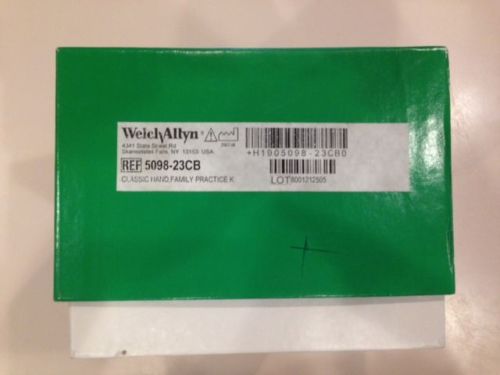 WelchAllyn®
4341 State Street Rd
Skaneateles Falls, NY 13153 USA
REF 5098-23CB
CLASSIC HAND,FAMILY PRACTICE K
+H1905098-23CB0
LOT 8001212505